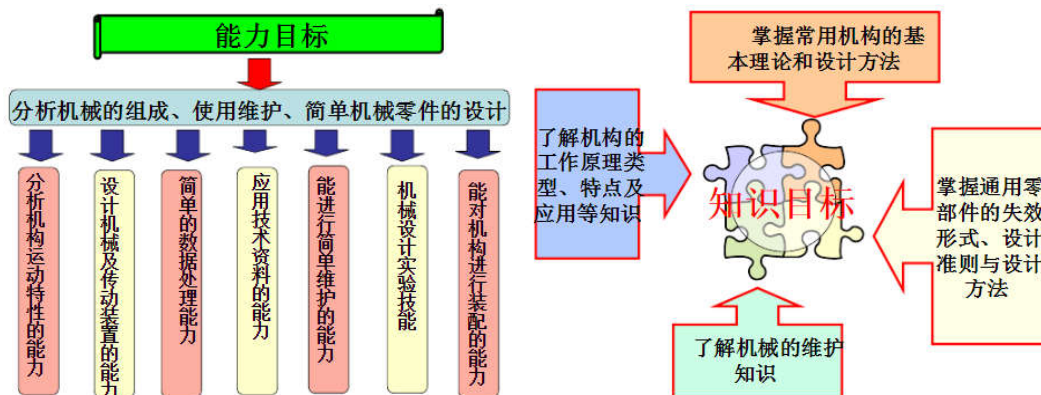 能力目标
分析机械的组成、使用维护、简单机械零件的设计
分析机构运动特性的能力
设计机械及传动装置的能力
简单的数据处理能力
应用技术资料的能力
能进行简单维护的能力
机械设计实验技能
能对机构进行装配的能力
掌握常用机构的基
本理论和设计方法
了解机构的
工作原理类
型、特点及
应用等知识
知识目标
掌握通用零
部件的失效
形式、设计
准则与设计
方法
了解机械的维护
知识